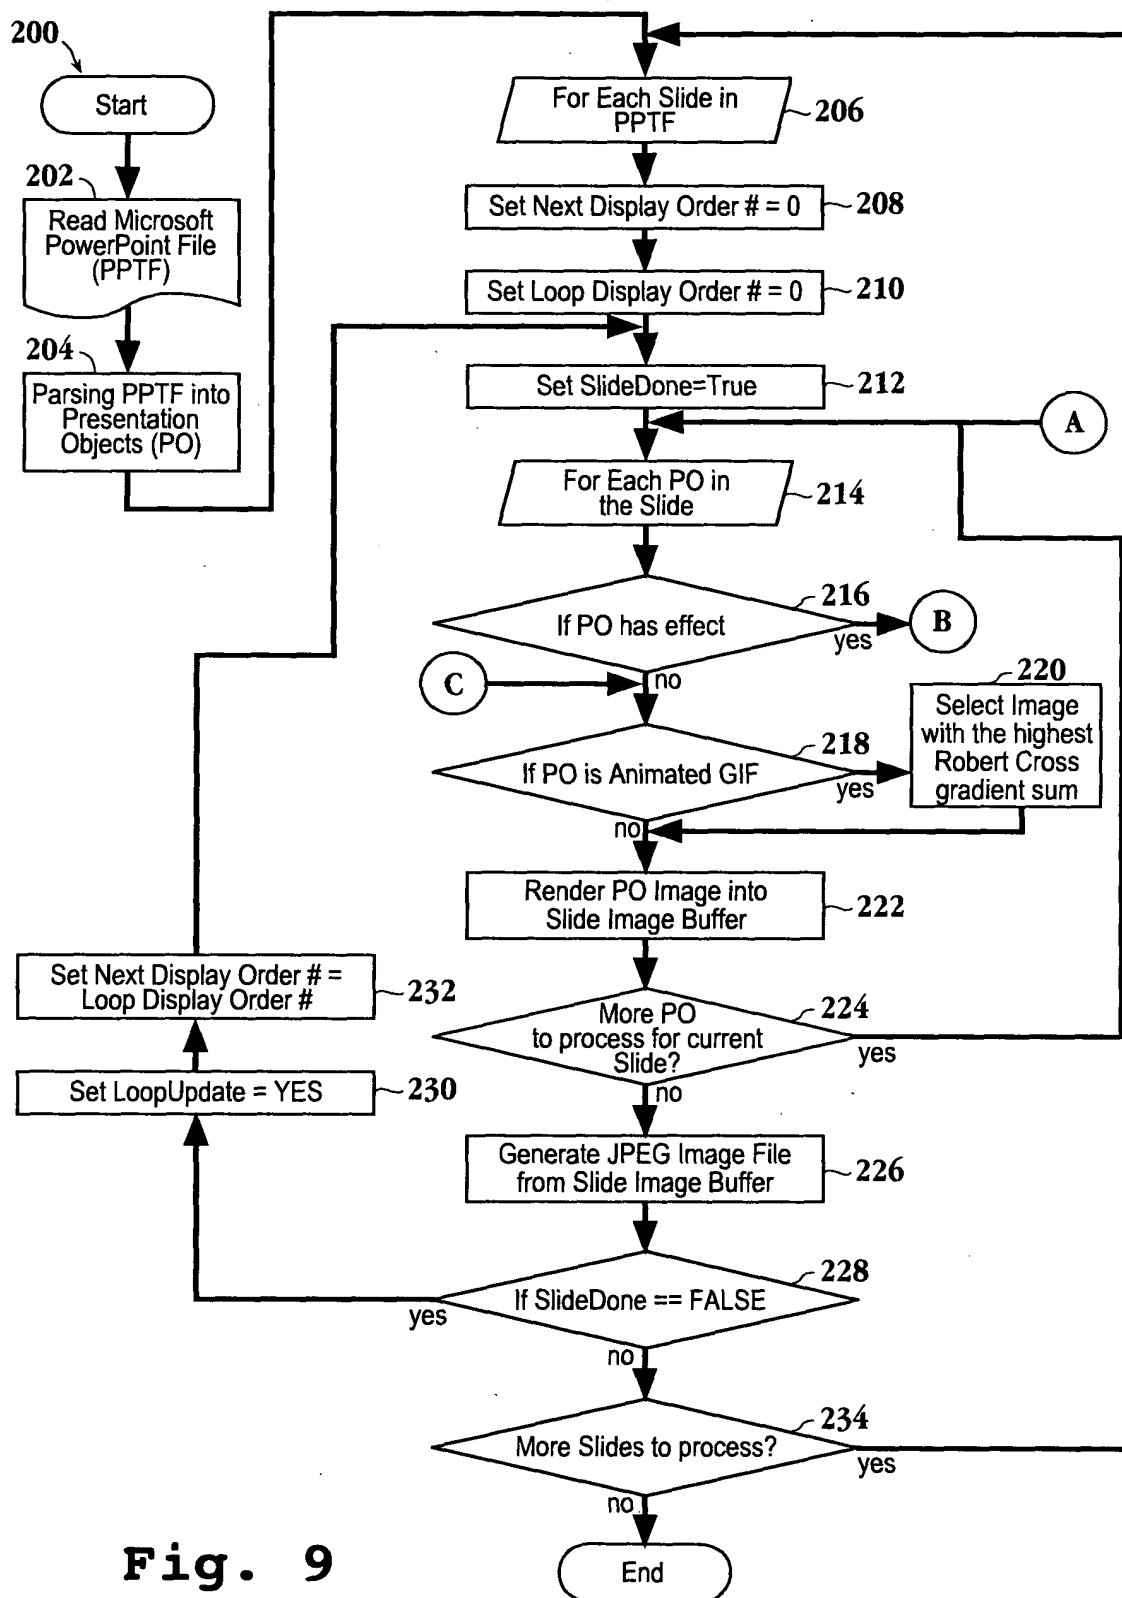 200
Start
202
Read Microsoft
PowerPoint File
(PPTF)
204
Parsing PPTF into
Presentation
Objects (PO)
For Each Slide in
PPTF
206
Set Next Display Order # = 0
208
Set Loop Display Order # = 0
210
Set SlideDone=True
212
A
For Each PO in
the Slide
214
If PO has effect
216
yes
B
no
C
If PO is Animated GIF
218
yes
220
Select Image
with the highest
Robert Cross
gradient sum
no
Render PO Image into
Slide Image Buffer
222
More PO
to process for current
Slide?
224
yes
no
Generate JPEG Image File
from Slide Image Buffer
226
If SlideDone == FALSE
228
yes
Set LoopUpdate = YES
230
Set Next Display Order # =
Loop Display Order #
232
no
More Slides to process?
234
yes
no
End
Fig. 9